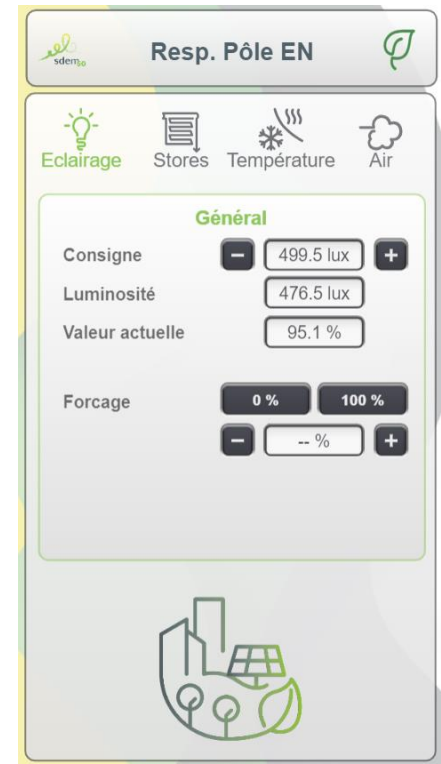 sdem50
Resp. Pôle EN
Eclairage Stores Température Air
Général
Consigne - 499.5 lux +
Luminosité 476.5 lux
Valeur actuelle 95.1 %
Forcage 0 % 100 %
- -- % +